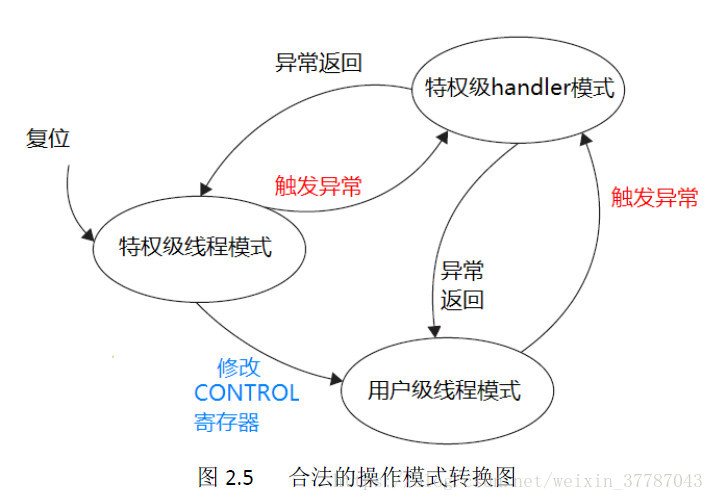 异常返回
特权级handler模式
复位
触发异常
触发异常
特权级线程模式
异常
返回
修改
CONTROL
寄存器
用户级线程模式
图 2.5 合法的操作模式转换图
net/weixin_37787043